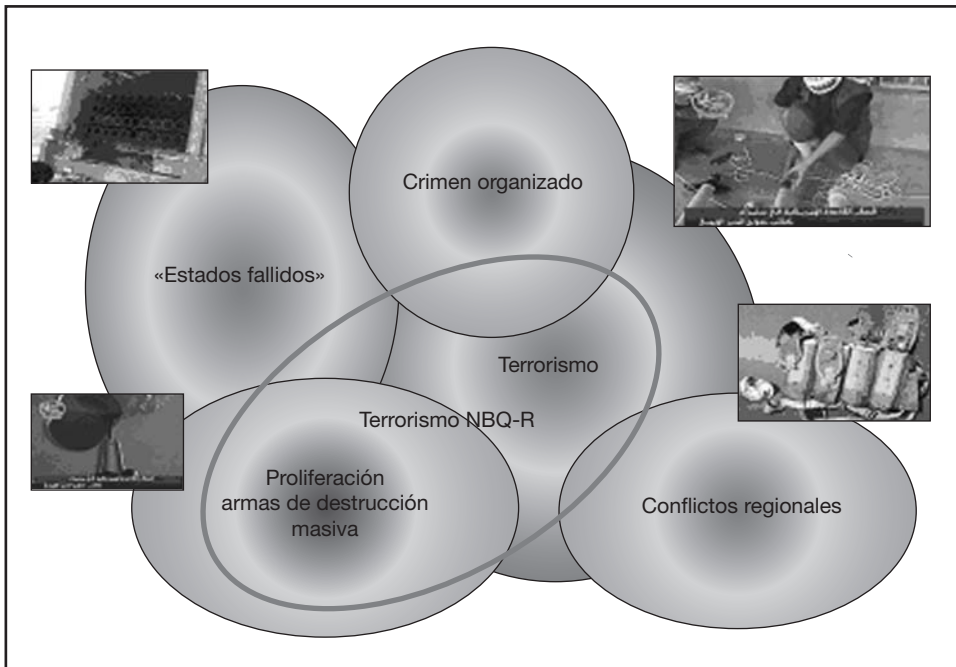 Crimen organizado
«Estados fallidos»
Terrorismo
Terrorismo NBQ-R
Proliferación
armas de destrucción
masiva
Conflictos regionales